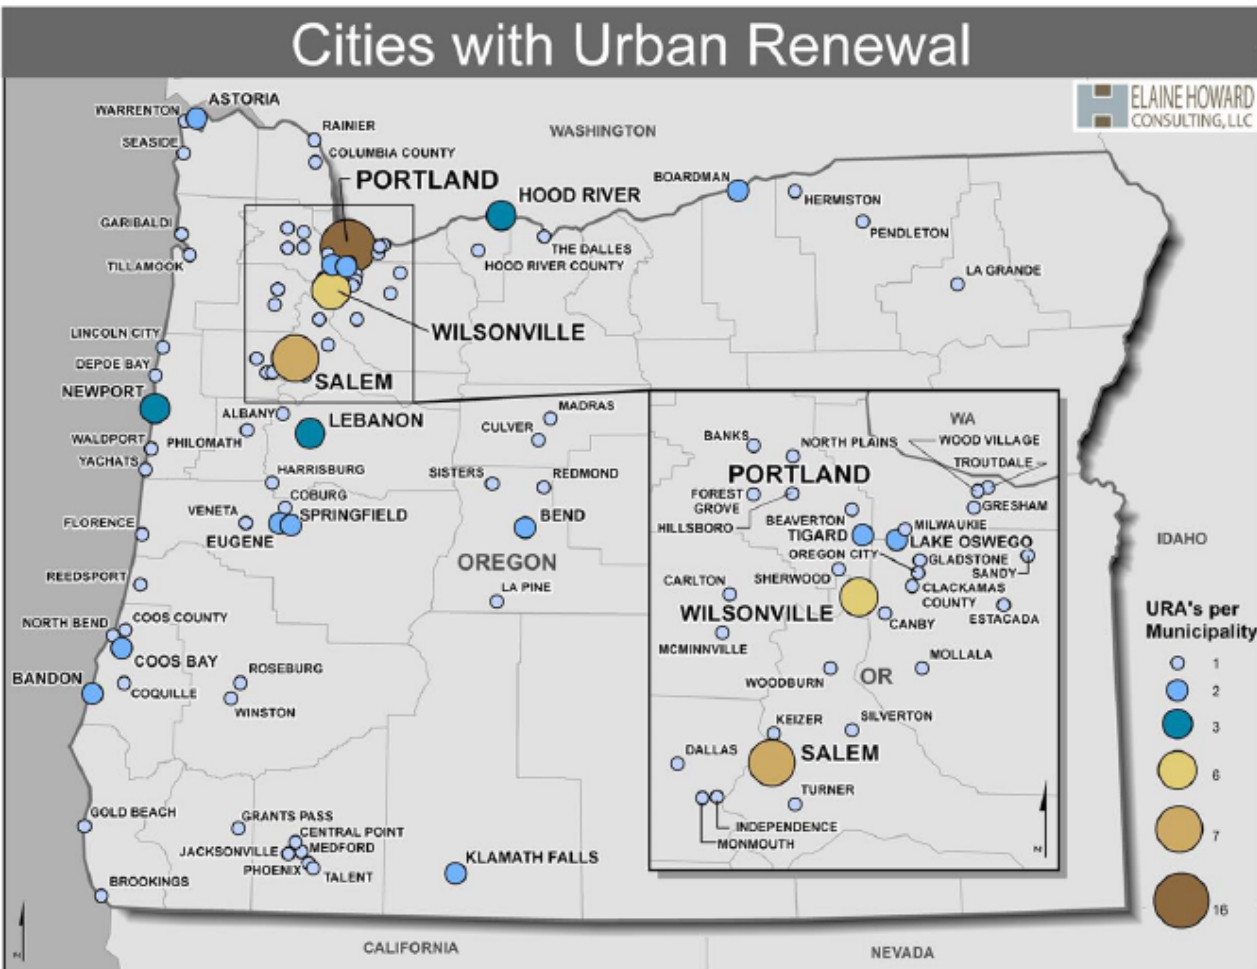 Cities with Urban Renewal
ELAINE HOWARD
CONSULTING, LLC
ASTORIA
WARRENTON
RAINIER
WASHINGTON
SEASIDE
COLUMBIA COUNTY
PORTLAND
BOARDMAN
HOOD RIVER
HERMISTON
GARIBALDI
PENDLETON
THE DALLES
TILLAMOOK
HOOD RIVER COUNTY
LA GRANDE
LINCOLN CITY
WILSONVILLE
DEPOE BAY
SALEM
NEWPORT
ALBANY
LEBANON
MADRAS
CULVER
WALDPORT
PHILOMATH
YACHATS
HARRISBURG
SISTERS
REDMOND
COBURG
VENETA
SPRINGFIELD
BEND
FLORENCE
EUGENE
OREGON
REEDSPORT
LA PINE
COOS COUNTY
NORTH BEND
COOS BAY
BANDON
ROSEBURG
COQUILLE
WINSTON
GOLD BEACH
GRANTS PASS
CENTRAL POINT
JACKSONVILLE
MEDFORD
PHOENIX
TALENT
KLAMATH FALLS
BROOKINGS
CALIFORNIA
NEVADA
IDAHO
WA
BANKS
NORTH PLAINS
WOOD VILLAGE
TROUTDALE
PORTLAND
FOREST
GROVE
GRESHAM
HILLSBORO
BEAVERTON
MILWAUKIE
TIGARD
LAKE OSWEGO
OREGON CITY
GLADSTONE
SANDY
SHERWOOD
CARLTON
CLACKAMAS
COUNTY
WILSONVILLE
CANBY
ESTACADA
MCMINNVILLE
MOLLALA
WOODBURN
OR
KEIZER
SILVERTON
DALLAS
SALEM
TURNER
INDEPENDENCE
MONMOUTH
N
N
URA's per
Municipality
1
2
3
6
7
16